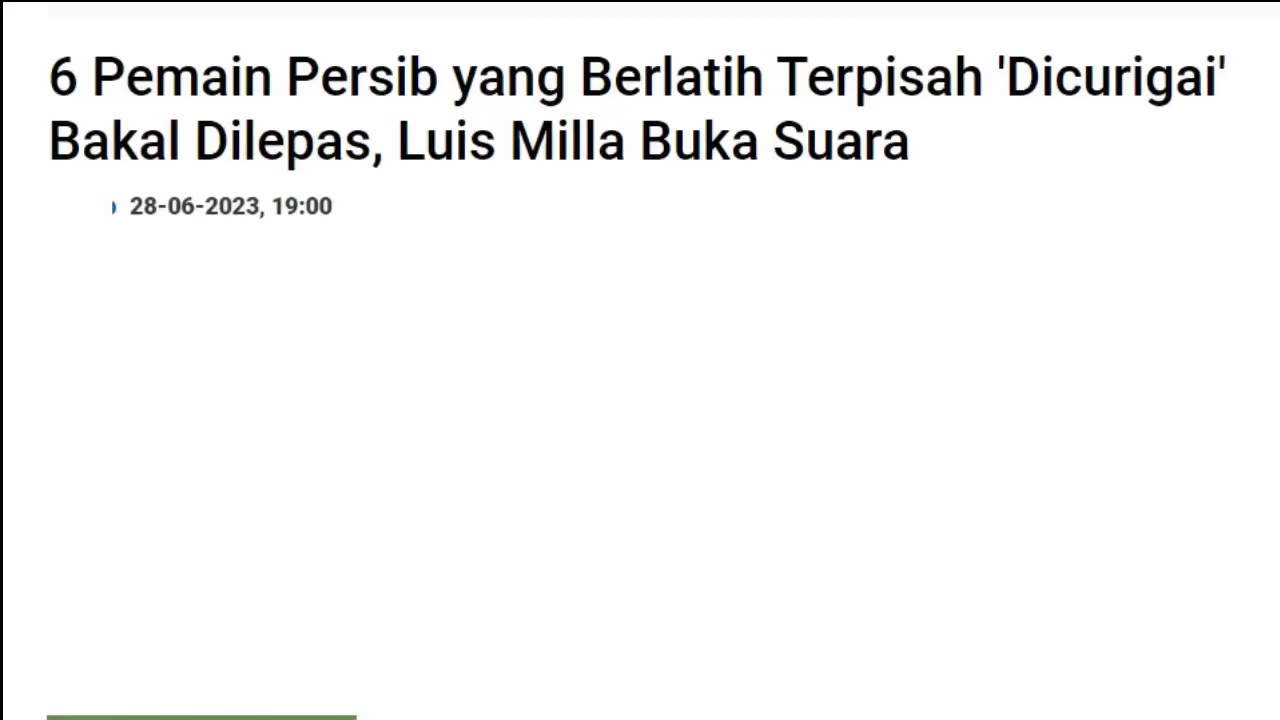 6 Pemain Persib yang Berlatih Terpisah 'Dicurigai'
Bakal Dilepas, Luis Milla Buka Suara
28-06-2023, 19:00